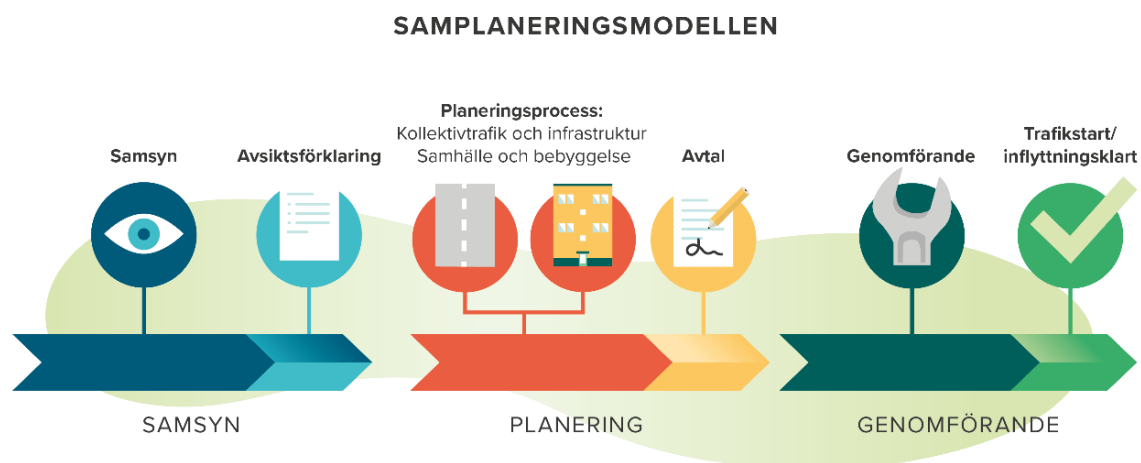 SAMPLANERINGSMODELLEN
Samsyn
Avsiktsförklaring
Planeringsprocess:
Kollektivtrafik och infrastruktur
Samhälle och bebyggelse
Avtal
Genomförande
Trafikstart/
inflyttningsklart
SAMSYN
PLANERING
GENOMFÖRANDE